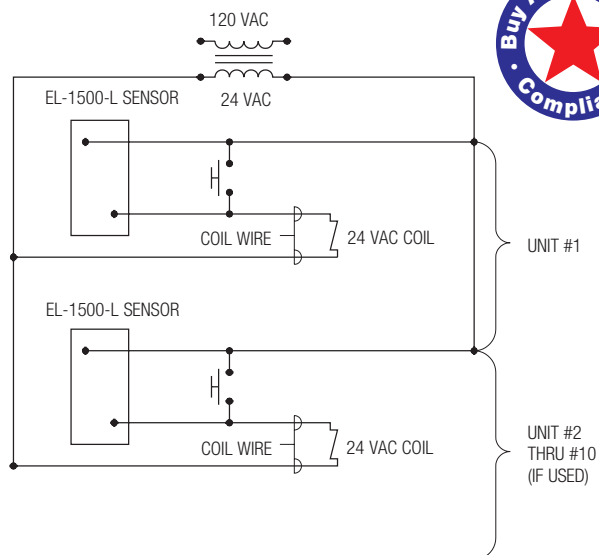 120 VAC
24 VAC
EL-1500-L SENSOR
COIL WIRE
24 VAC COIL
UNIT #1
EL-1500-L SENSOR
COIL WIRE
24 VAC COIL
UNIT #2
THRU #10
(IF USED)
Buy